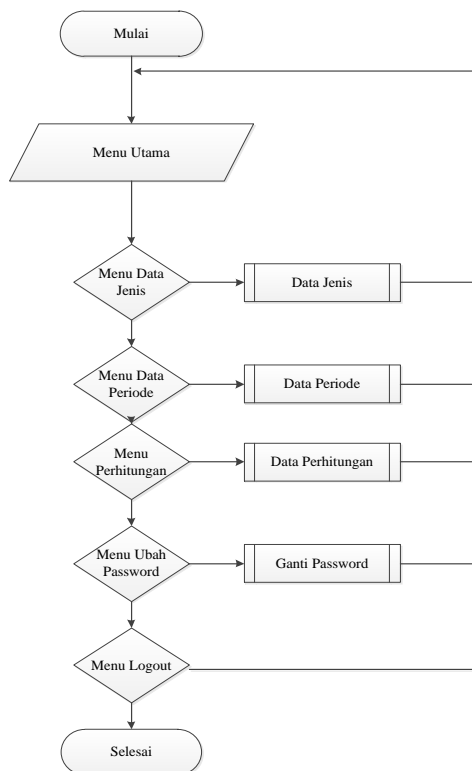 Mulai
Menu Utama
Menu Data
Jenis
Data Jenis
Menu Data
Periode
Data Periode
Menu
Perhitungan
Data Perhitungan
Menu Ubah
Password
Ganti Password
Menu Logout
Selesai